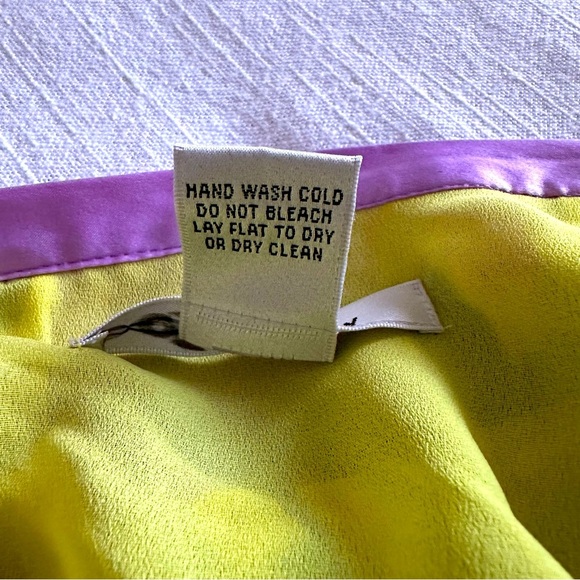 HAND WASH COLD
DO NOT BLEACH
LAY FLAT TO DRY
OR DRY CLEAN